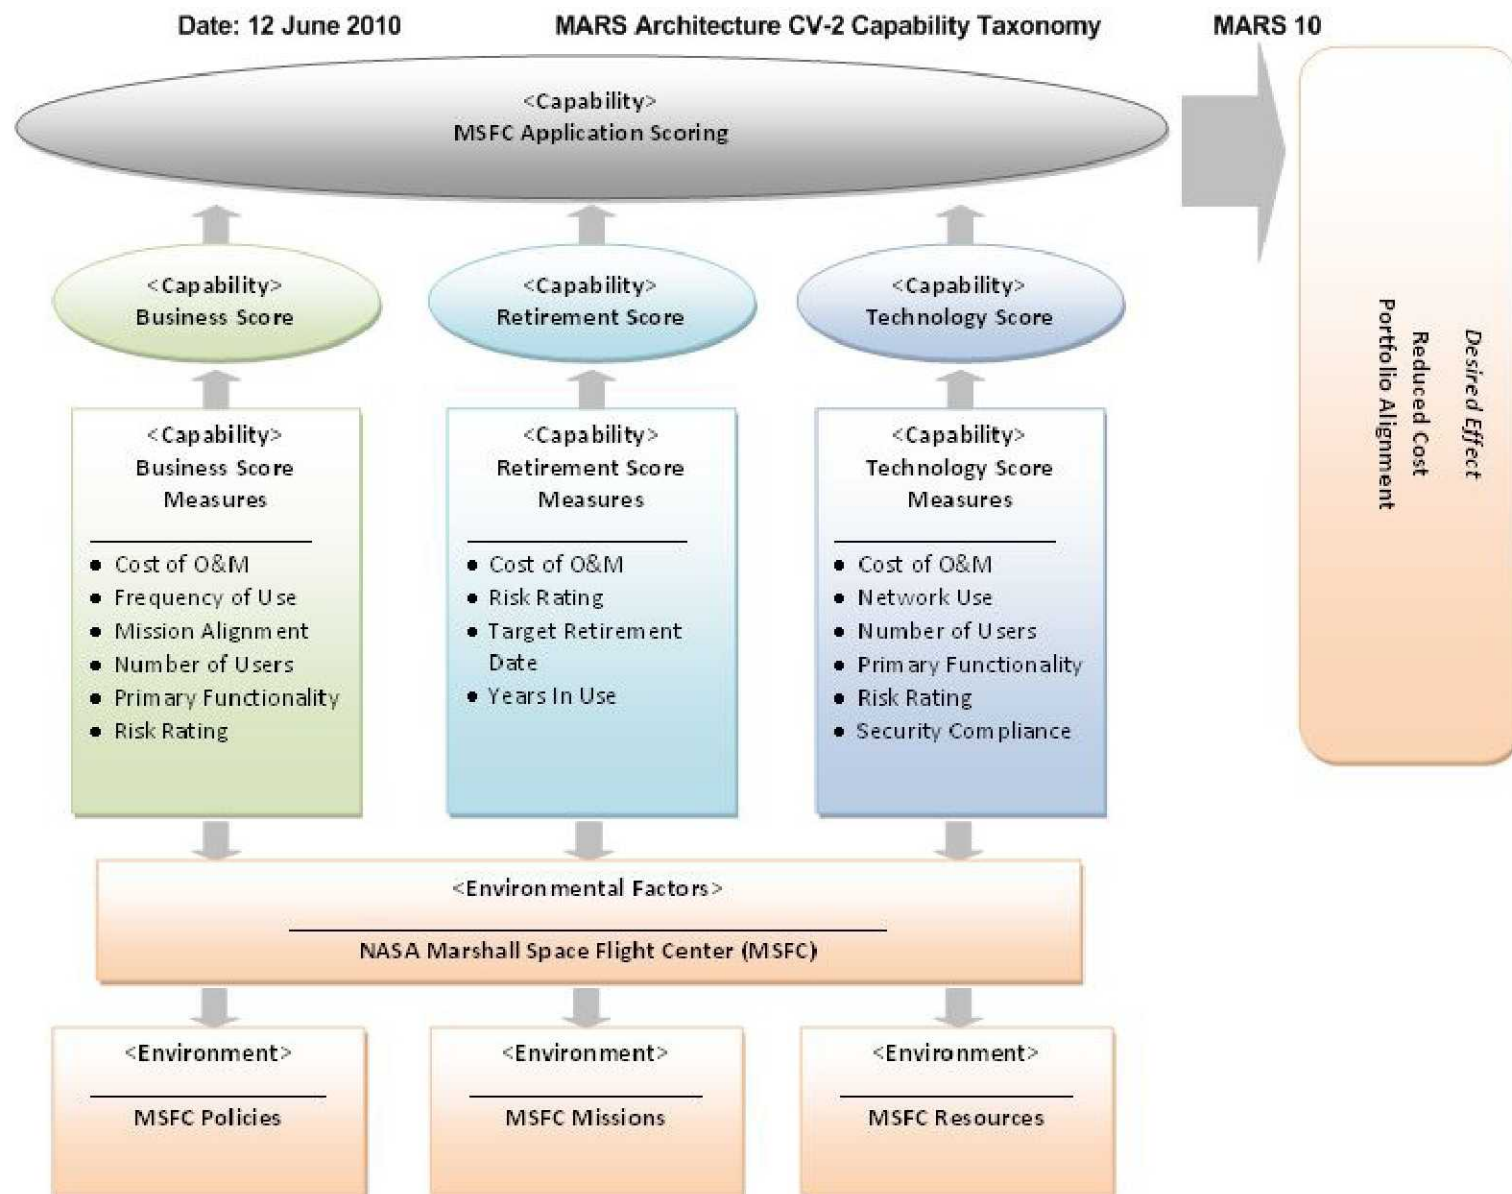 Date: 12 June 2010 MARS Architecture CV-2 Capability Taxonomy MARS 10
<Capability>
MSFC Application Scoring
<Capability>
Business Score
<Capability>
Retirement Score
<Capability>
Technology Score
<Capability>
Business Score
Measures
● Cost of O&M
● Frequency of Use
● Mission Alignment
● Number of Users
● Primary Functionality
● Risk Rating
<Capability>
Retirement Score
Measures
● Cost of O&M
● Risk Rating
● Target Retirement
Date
● Years In Use
<Capability>
Technology Score
Measures
● Cost of O&M
● Network Use
● Number of Users
● Primary Functionality
● Risk Rating
● Security Compliance
<Environmental Factors>
NASA Marshall Space Flight Center (MSFC)
<Environment>
MSFC Policies
<Environment>
MSFC Missions
<Environment>
MSFC Resources
Desired Effect
Reduced Cost
Portfolio Alignment